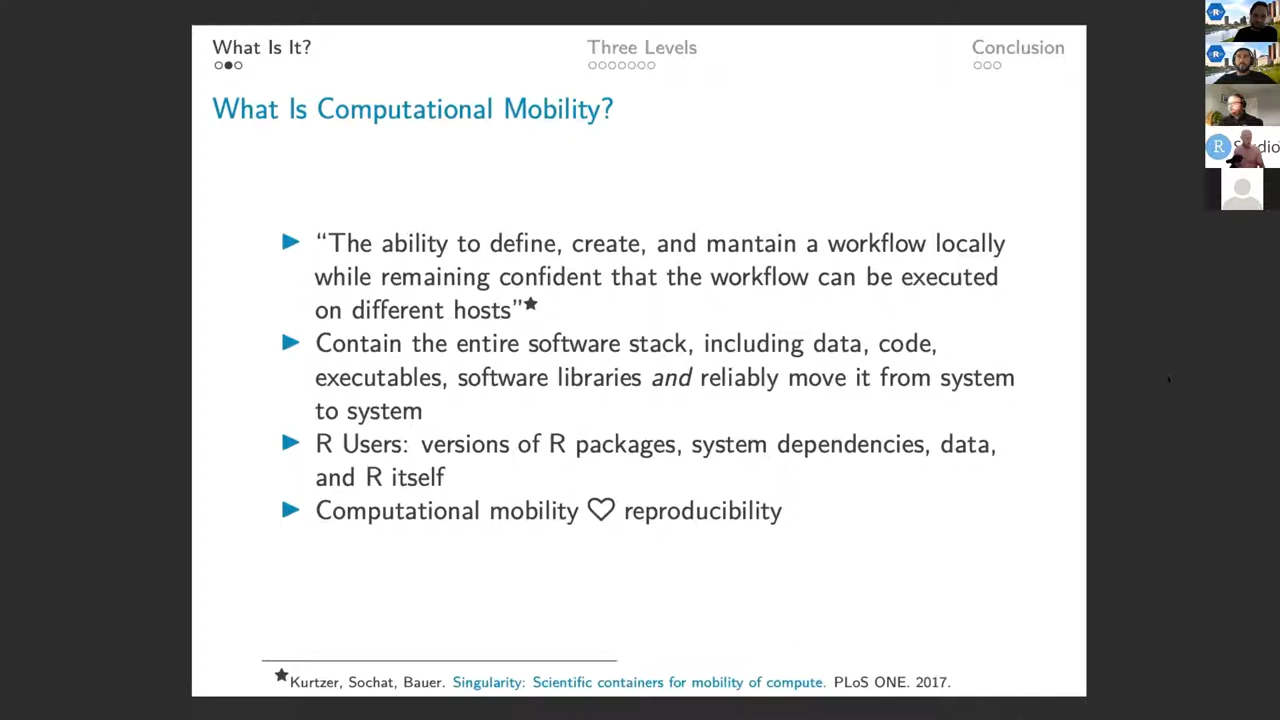 What Is It?
Three Levels
Conclusion
What Is Computational Mobility?
“The ability to define, create, and mantain a workflow locally
while remaining confident that the workflow can be executed
on different hosts”★
Contain the entire software stack, including data, code,
executables, software libraries and reliably move it from system
to system
R Users: versions of R packages, system dependencies, data,
and R itself
Computational mobility ♡ reproducibility
★Kurtzer, Sochat, Bauer. Singularity: Scientific containers for mobility of compute. PLoS ONE. 2017.
R
R
R